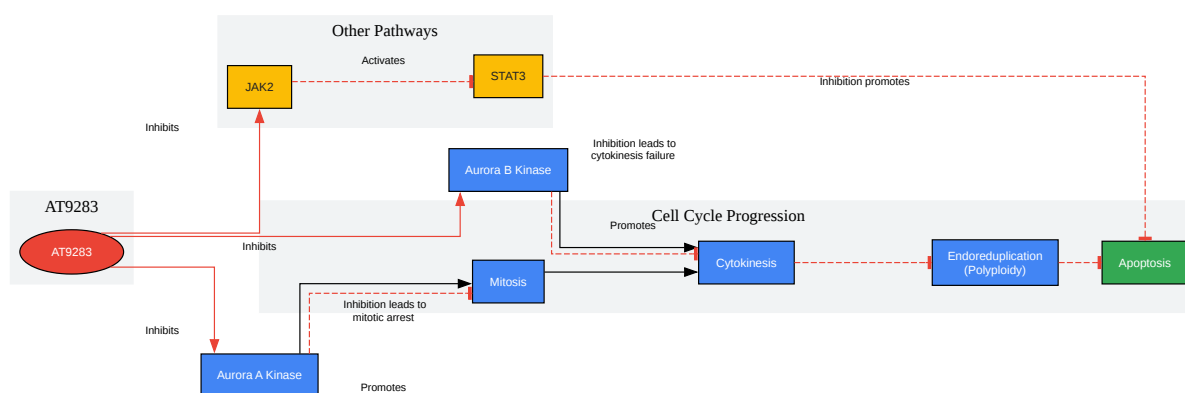 Other Pathways
Activates
JAK2
STAT3
Inhibition promotes
Inhibits
Inhibition leads to
cytokinesis failure
Aurora B Kinase
AT9283
AT9283
Cell Cycle Progression
Promotes
Inhibits
Cytokinesis
Endoreduplication
(Polyploidy)
Apoptosis
Mitosis
Inhibition leads to
mitotic arrest
Inhibits
Aurora A Kinase
Promotes